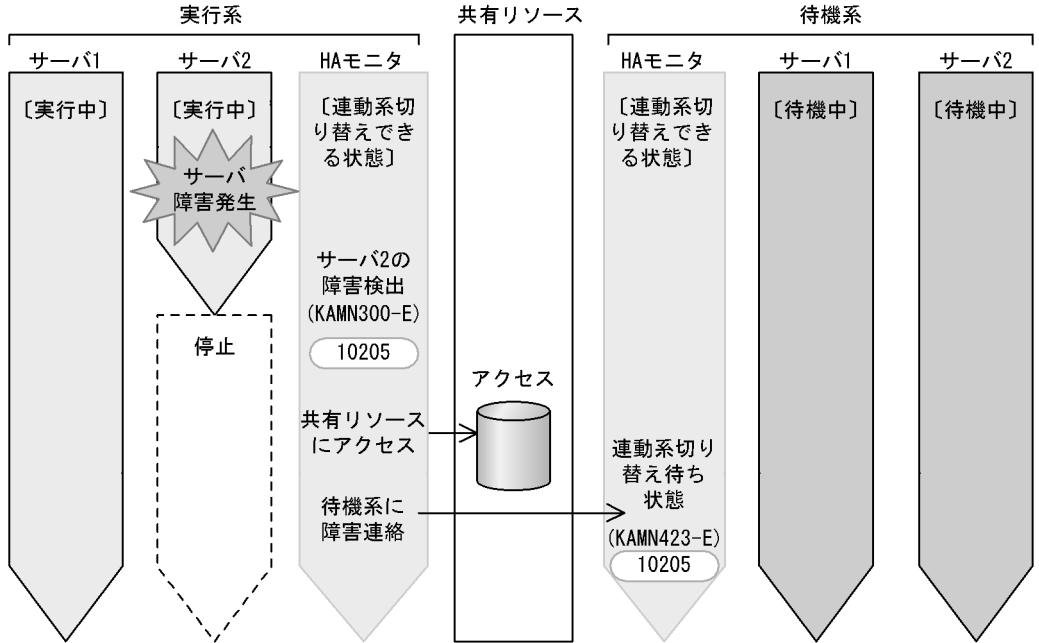 実行系
共有リソース
待機系
サーバ1
サーバ2
HAモニタ
HAモニタ
サーバ1
サーバ2
〔実行中〕
〔実行中〕
〔連動系切
り替えでき
る状態〕
〔連動系切
り替えでき
る状態〕
〔待機中〕
〔待機中〕
サーバ
障害発生
サーバ2の
障害検出
(KAMN300-E)
10205
停止
アクセス
共有リソース
にアクセス
連動系切り
替え待ち
状態
待機系に
障害連絡
(KAMN423-E)
10205